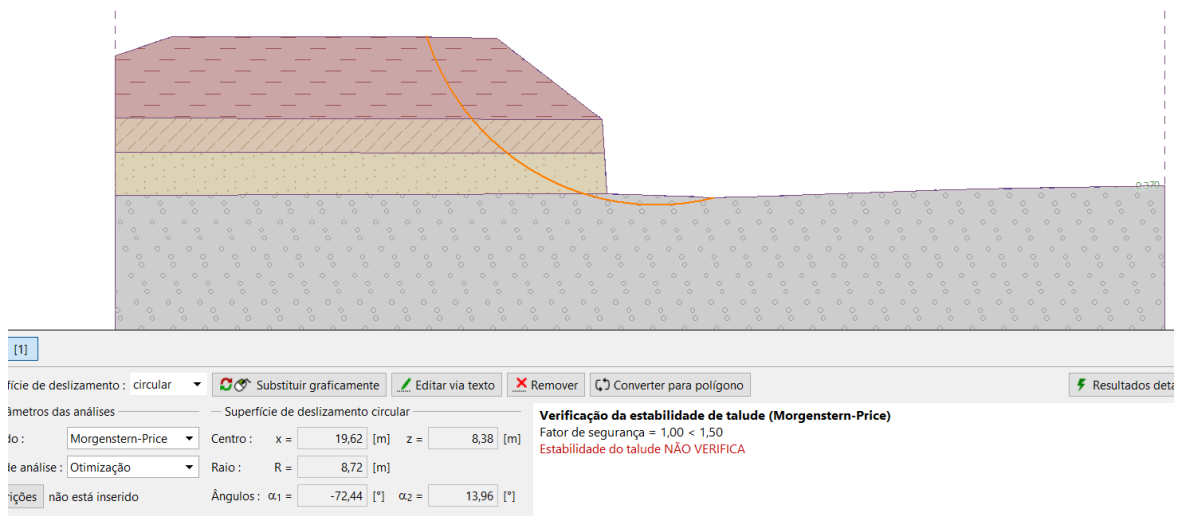 0,370
[1]
fície de deslizamento : circular
Substituir graficamente
Editar via texto
Remover
Converter para polígono
Resultados deta
âmetros das análises
Superfície de deslizamento circular
Verificação da estabilidade de talude (Morgenstern-Price)
do : Morgenstern-Price
Centro : x = 19,62 [m] z = 8,38 [m]
Fator de segurança = 1,00 < 1,50
Estabilidade do talude NÃO VERIFICA
de análise : Otimização
Raio : R = 8,72 [m]
rições não está inserido
Ângulos : α1 = -72,44 [°] α2 = 13,96 [°]